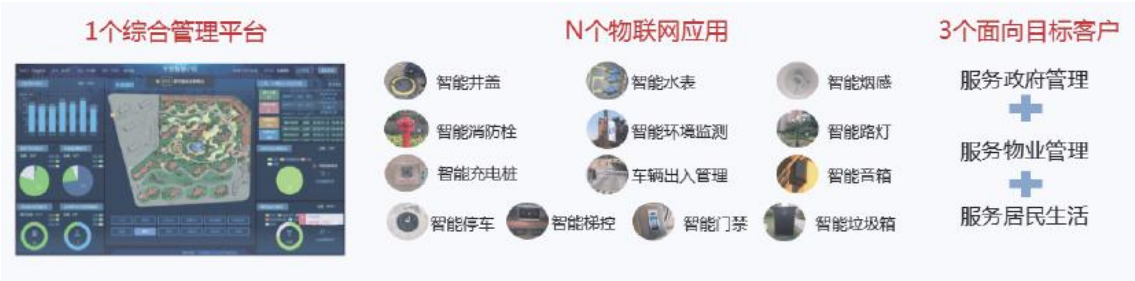 1个综合管理平台
N个物联网应用
3个面向目标客户
智能井盖
智能水表
智能烟感
智能消防栓
智能环境监测
智能路灯
智能充电桩
车辆出入管理
智能音箱
智能停车
智能梯控
智能门禁
智能垃圾箱
服务政府管理
服务物业管理
服务居民生活